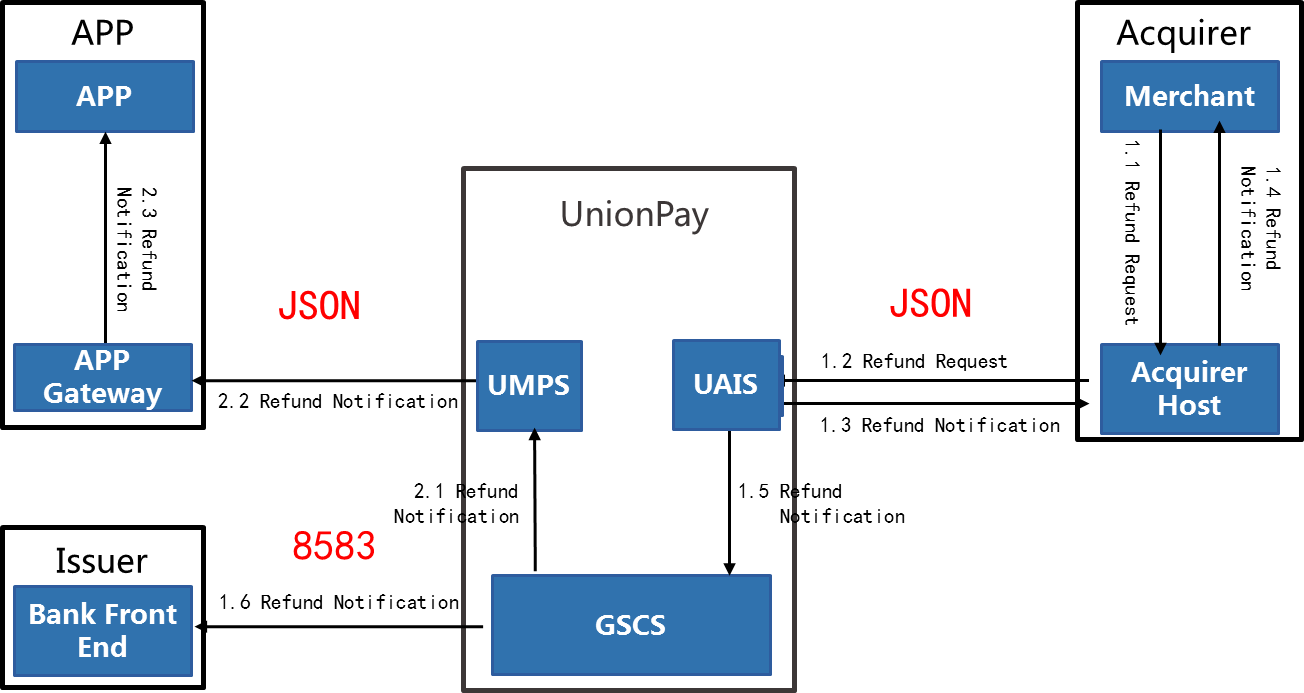 APP
APP
2.3 Refund
Notification
APP
Gateway
JSON
2.2 Refund Notification
UnionPay
UMPS
UAIS
2.1 Refund
Notification
1.5 Refund
Notification
GSCS
JSON
1.2 Refund Request
1.3 Refund Notification
Acquirer
Merchant
1.1 Refund Request
1.4 Refund
Notification
Acquirer
Host
8583
1.6 Refund Notification
Issuer
Bank Front
End